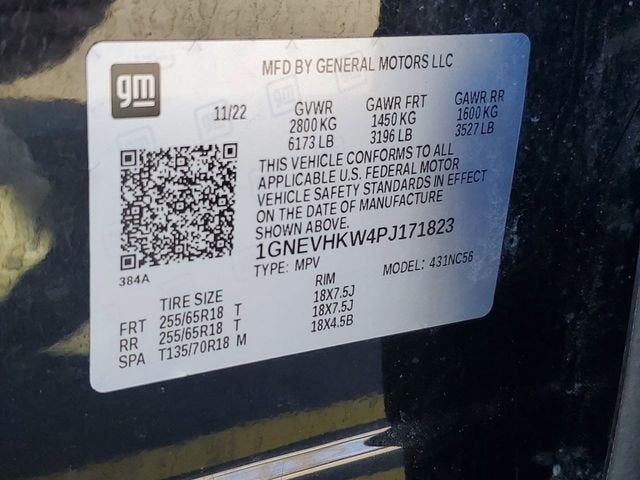 gm
MFD BY GENERAL MOTORS LLC
11/22 GVWR GAWR FRT GAWR RR
2800 KG 1450 KG 1600 KG
6173 LB 3196 LB 3527 LB
THIS VEHICLE CONFORMS TO ALL
APPLICABLE U.S. FEDERAL MOTOR
VEHICLE SAFETY STANDARDS IN EFFECT
ON THE DATE OF MANUFACTURE
SHOWN ABOVE.
1GNEVHKW4PJ171823
384A
TYPE: MPV MODEL: 431NC56
TIRE SIZE RIM
FRT 255/65R18 T 18X7.5J
RR 255/65R18 T 18X7.5J
SPA T135/70R18 M 18X4.5B